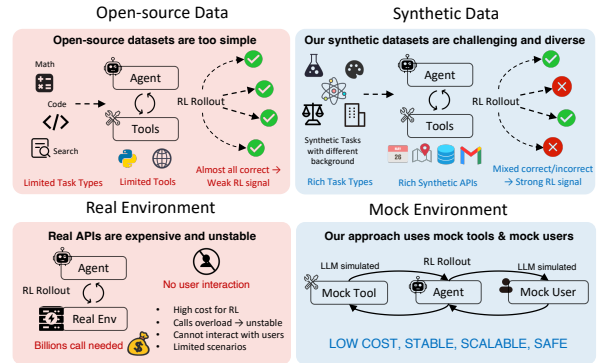 Open-source Data
Open-source datasets are too simple
Math
Code
Search
Agent
Tools
RL Rollout
Limited Task Types
Limited Tools
Almost all correct →
Weak RL signal
Synthetic Data
Our synthetic datasets are challenging and diverse
Agent
Tools
RL Rollout
Synthetic Tasks
with different
background
MAY
26
Rich Task Types
Rich Synthetic APIs
Mixed correct/incorrect
→ Strong RL signal
Real Environment
Real APIs are expensive and unstable
Agent
RL Rollout
Real Env
Billions call needed
$
No user interaction
• High cost for RL
• Calls overload → unstable
• Cannot interact with users
• Limited scenarios
Mock Environment
Our approach uses mock tools & mock users
LLM simulated
RL Rollout
LLM simulated
Mock Tool
Agent
Mock User
LOW COST, STABLE, SCALABLE, SAFE